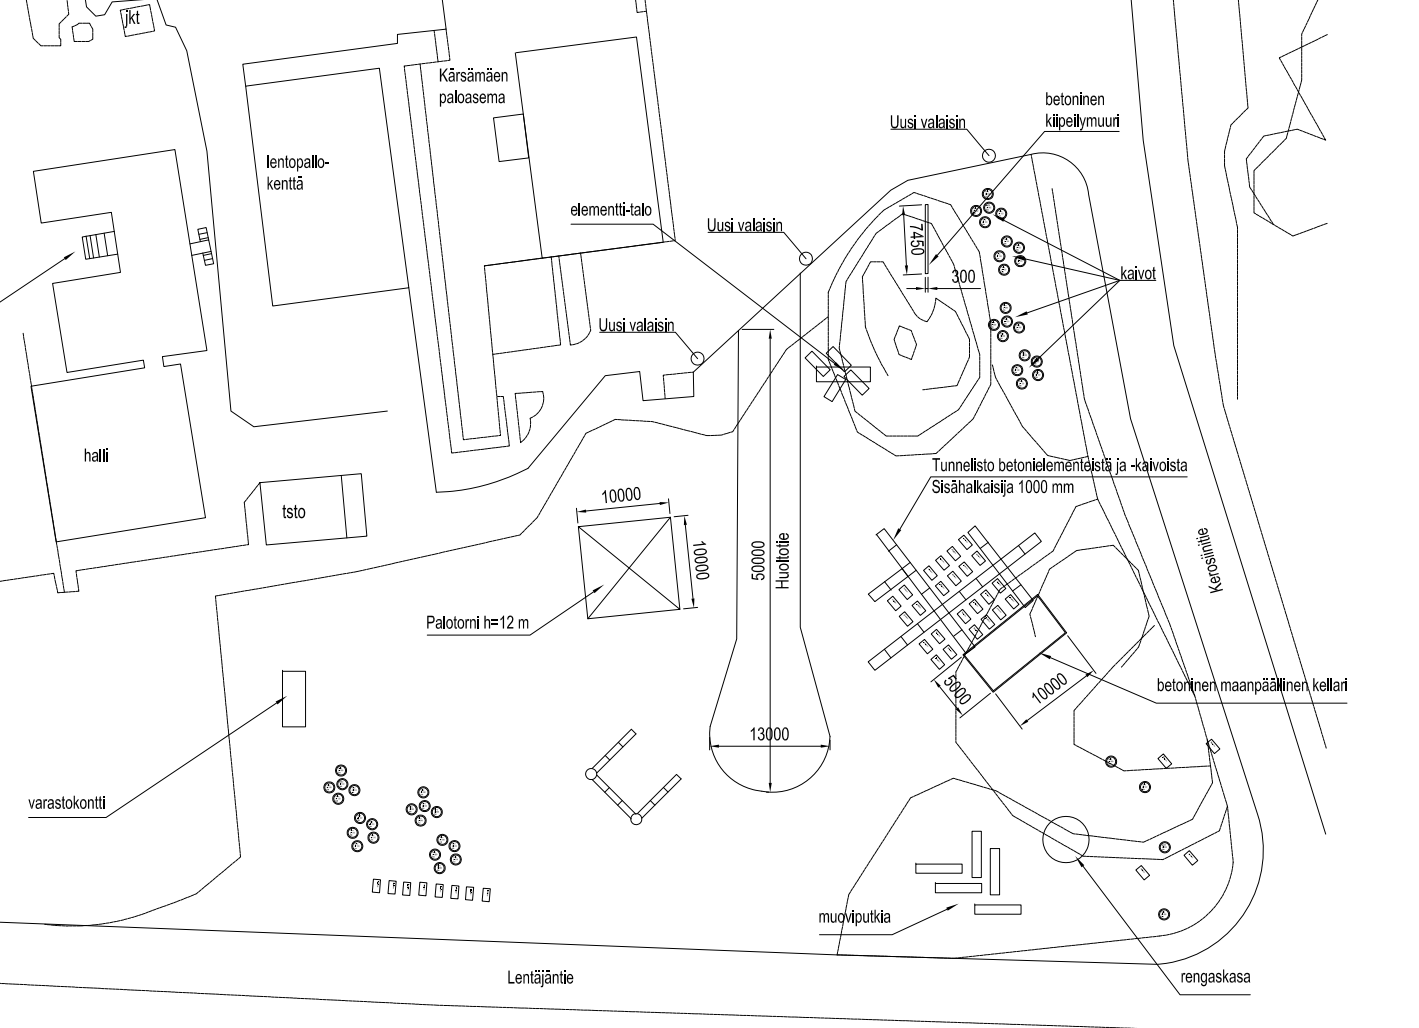 jkt
Kärsämäen
paloasema
betoninen
kiipeilymuuri
Uusi valaisin
lentopallo-
kenttä
elementti-talo
Uusi valaisin
7450
300
kaivot
Uusi valaisin
halli
Tunnelisto betonielementeistä ja -kaivoista
Sisähalkaisija 1000 mm
10000
tsto
10000
50000
Huoltotie
Kerosiinitie
Palotorni h=12 m
5000
10000
betoninen maanpäällinen kellari
13000
varastokontti
muoviputkia
Lentäjäntie
rengaskasa